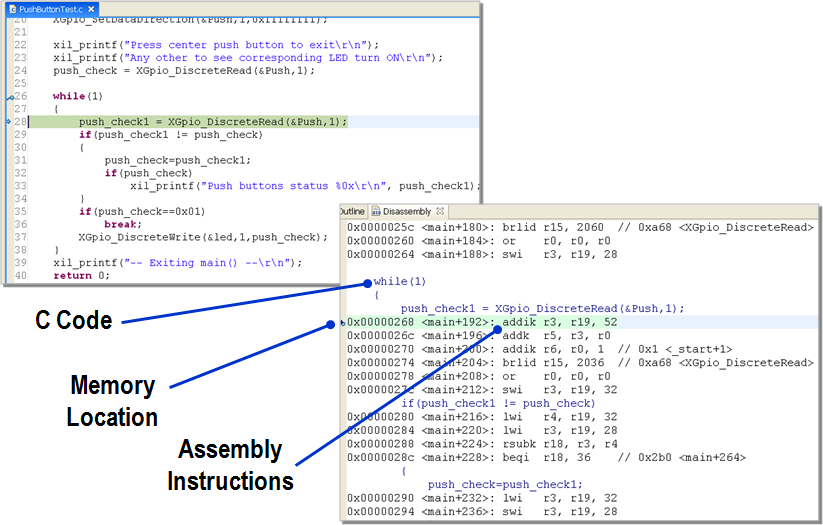 PushButtonTest.c
20 XGpio_SetDataDirection(&Push,1,0xffffffff);
21
22 xil_printf("Press center push button to exit\r\n");
23 xil_printf("Any other to see corresponding LED turn ON\r\n");
24 push_check = XGpio_DiscreteRead(&Push,1);
25
26 while(1)
27 {
28 push_check1 = XGpio_DiscreteRead(&Push,1);
29 if(push_check1 != push_check)
30 {
31 push_check=push_check1;
32 if(push_check)
33 xil_printf("Push buttons status %0x\r\n", push_check1);
34 }
35 if(push_check==0x01)
36 break;
37 XGpio_DiscreteWrite(&led,1,push_check);
38 }
39 xil_printf("-- Exiting main() --\r\n");
40 return 0;
Outline Disassembly
0x0000025c <main+180>: brlid r15, 2060 // 0xa68 <XGpio_DiscreteRead>
0x00000260 <main+184>: or r0, r0, r0
0x00000264 <main+188>: swi r3, r19, 28
while(1)
{
push_check1 = XGpio_DiscreteRead(&Push,1);
0x00000268 <main+192>: addik r3, r19, 52
0x0000026c <main+196>: addk r5, r3, r0
0x00000270 <main+200>: addik r6, r0, 1 // 0x1 <_start+1>
0x00000274 <main+204>: brlid r15, 2036 // 0xa68 <XGpio_DiscreteRead>
0x00000278 <main+208>: or r0, r0, r0
0x0000027c <main+212>: swi r3, r19, 32
if(push_check1 != push_check)
0x00000280 <main+216>: lwi r4, r19, 32
0x00000284 <main+220>: lwi r3, r19, 28
0x00000288 <main+224>: rsubk r18, r3, r4
0x0000028c <main+228>: beqi r18, 36 // 0x2b0 <main+264>
{
push_check=push_check1;
0x00000290 <main+232>: lwi r3, r19, 32
0x00000294 <main+236>: swi r3, r19, 28
C Code
Memory
Location
Assembly
Instructions